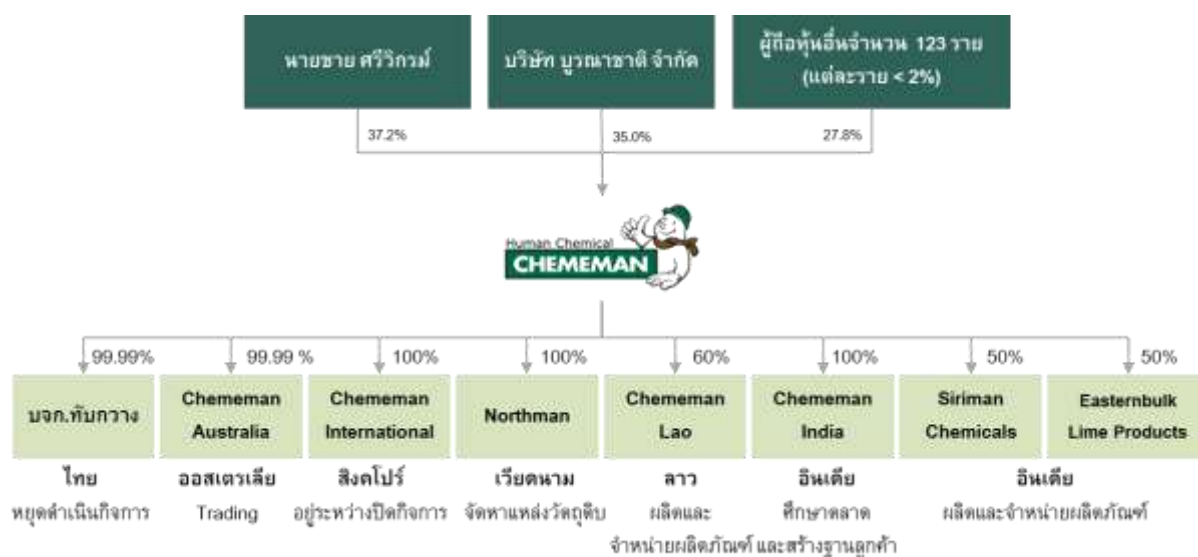 นายชาย ศรีวิกรม์
บริษัท บูรณาชาติ จำกัด
ผู้ถือหุ้นอื่นจำนวน 123 ราย
(แต่ละราย < 2%)
37.2%
35.0%
27.8%
Human Chemical
CHEMEMAN
99.99%
99.99 %
100%
100%
60%
100%
50%
50%
บจก.ทับกวาง
Chememan
Australia
Chememan
International
Northman
Chememan
Lao
Chememan
India
Siriman
Chemicals
Easternbulk
Lime Products
ไทย
หยุดดำเนินกิจการ
ออสเตรเลีย
Trading
สิงคโปร์
อยู่ระหว่างปิดกิจการ
เวียดนาม
จัดหาแหล่งวัตถุดิบ
ลาว
ผลิตและ
จำหน่ายผลิตภัณฑ์
อินเดีย
ศึกษาตลาด
และสร้างฐานลูกค้า
อินเดีย
ผลิตและจำหน่ายผลิตภัณฑ์